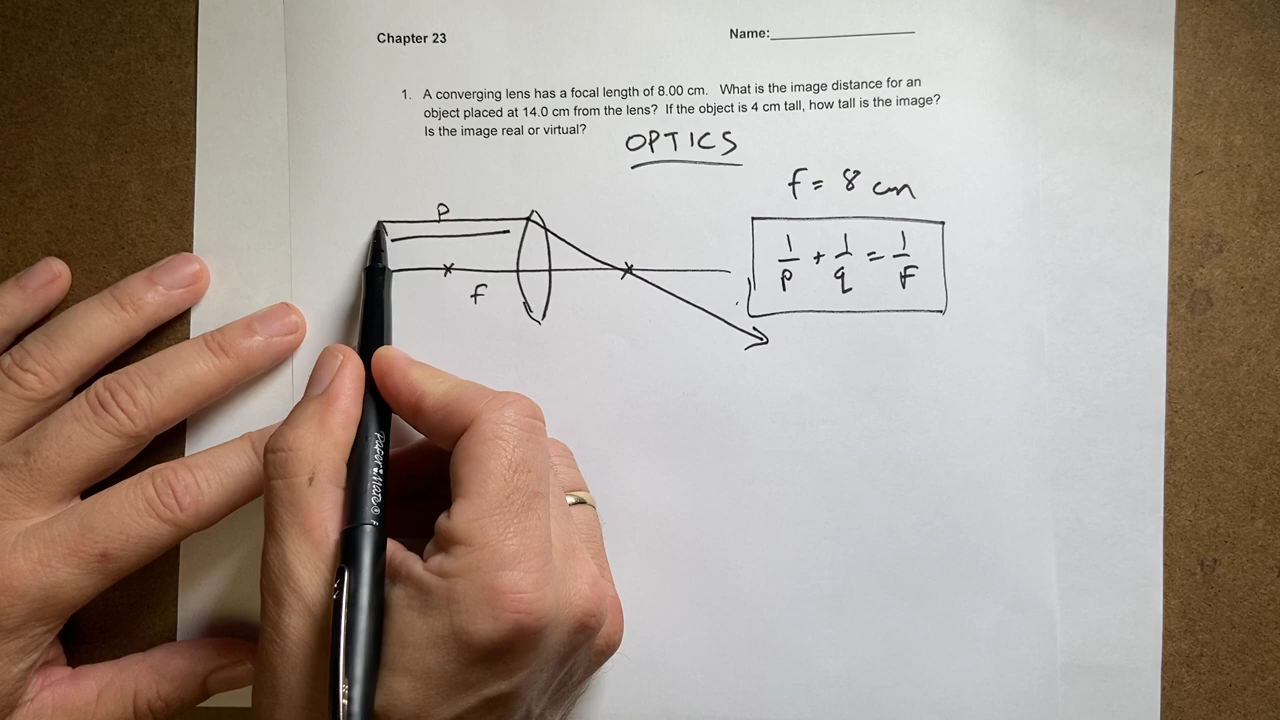 Chapter 23
Name:
1. A converging lens has a focal length of 8.00 cm. What is the image distance for an
object placed at 14.0 cm from the lens? If the object is 4 cm tall, how tall is the image?
Is the image real or virtual?
OPTICS
f = 8 cm
P
1/P + 1/q = 1/F
f
PAPER MATE